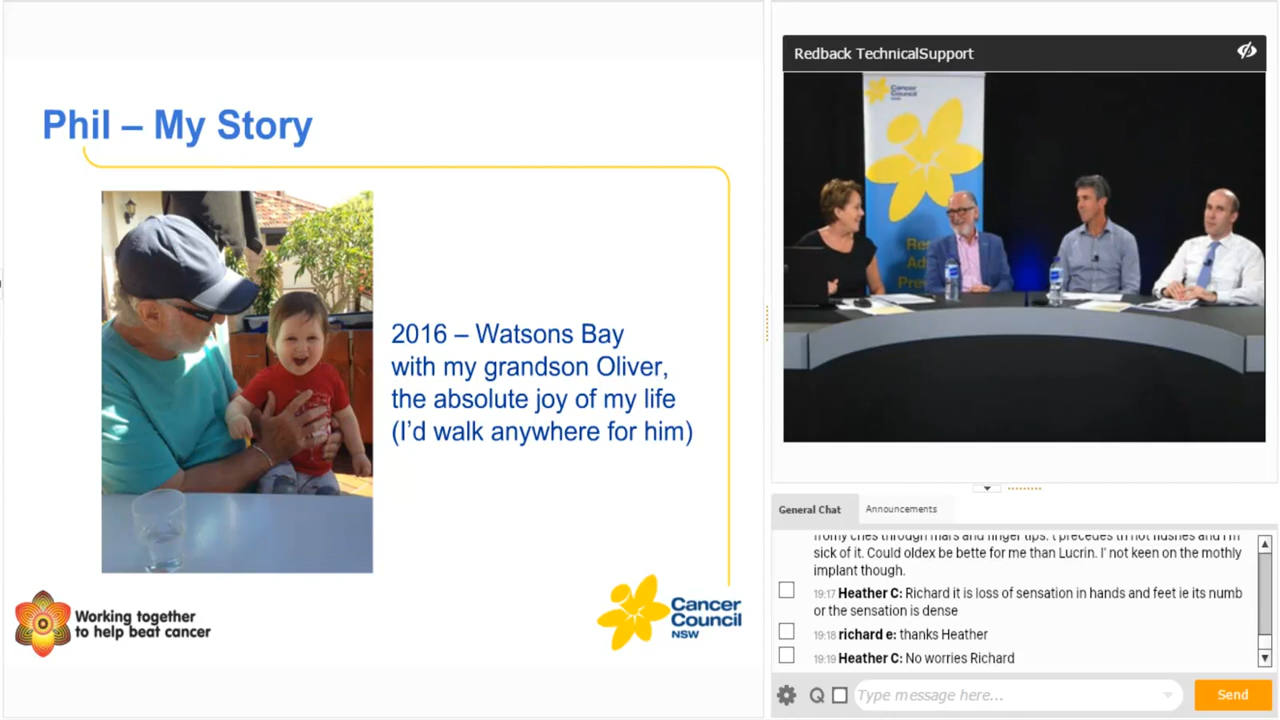 Phil – My Story
2016 – Watsons Bay
with my grandson Oliver,
the absolute joy of my life
(I'd walk anywhere for him)
Working together
to help beat cancer
Cancer
Council
NSW
Redback TechnicalSupport
Cancer
Council
NSW
General Chat
Announcements
sick of it. Could oldex be bette for me than Lucrin. I' not keen on the mothly
implant though.
19:17 Heather C: Richard it is loss of sensation in hands and feet ie its numb
or the sensation is dense
19:18 richard e: thanks Heather
19:19 Heather C: No worries Richard
Type message here...
Send